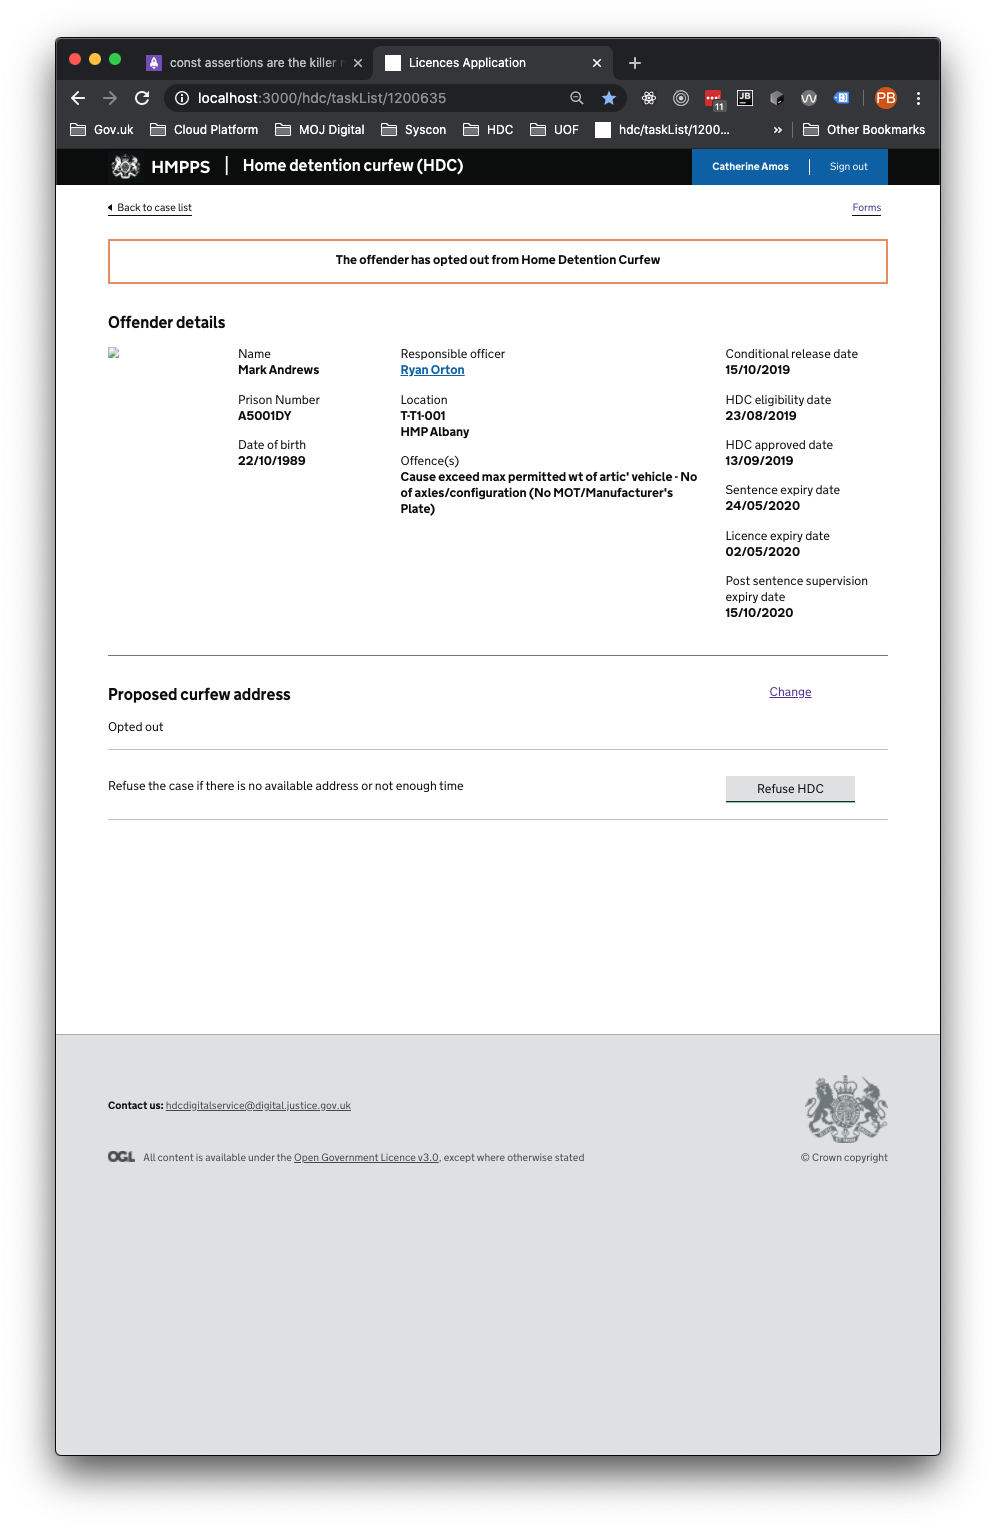 const assertions are the killer
Licences Application
localhost:3000/hdc/taskList/1200635
11
JB
PB
Gov.uk
Cloud Platform
MOJ Digital
Syscon
HDC
UOF
hdc/taskList/1200...
»
Other Bookmarks
HMPPS | Home detention curfew (HDC)
Catherine Amos
Sign out
Back to case list
Forms
The offender has opted out from Home Detention Curfew
Offender details
Name
Mark Andrews
Prison Number
A5001DY
Date of birth
22/10/1989
Responsible officer
Ryan Orton
Location
T-T1-001
HMP Albany
Offence(s)
Cause exceed max permitted wt of artic' vehicle - No
of axles/configuration (No MOT/Manufacturer's
Plate)
Conditional release date
15/10/2019
HDC eligibility date
23/08/2019
HDC approved date
13/09/2019
Sentence expiry date
24/05/2020
Licence expiry date
02/05/2020
Post sentence supervision
expiry date
15/10/2020
Proposed curfew address
Change
Opted out
Refuse the case if there is no available address or not enough time
Refuse HDC
Contact us: hdcdigitalservice@digital.justice.gov.uk
OGL All content is available under the Open Government Licence v3.0, except where otherwise stated
© Crown copyright